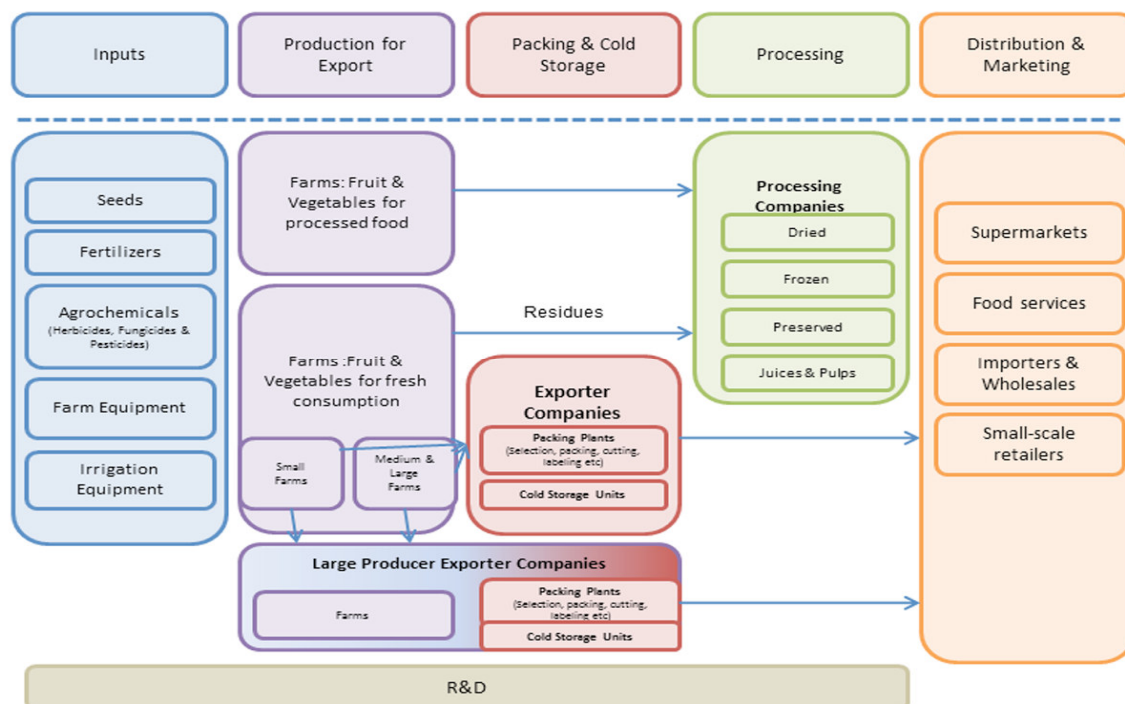 Inputs
Production for
Export
Packing & Cold
Storage
Processing
Distribution &
Marketing
Seeds
Fertilizers
Agrochemicals
(Herbicides, Fungicides &
Pesticides)
Farm Equipment
Irrigation
Equipment
Farms: Fruit &
Vegetables for
processed food
Farms :Fruit &
Vegetables for fresh
consumption
Small
Farms
Medium &
Large
Farms
Residues
Exporter
Companies
Packing Plants
(Selection, packing, cutting,
labeling etc)
Cold Storage Units
Large Producer Exporter Companies
Farms
Packing Plants
(Selection, packing, cutting,
labeling etc)
Cold Storage Units
Processing
Companies
Dried
Frozen
Preserved
Juices & Pulps
Supermarkets
Food services
Importers &
Wholesales
Small-scale
retailers
R&D